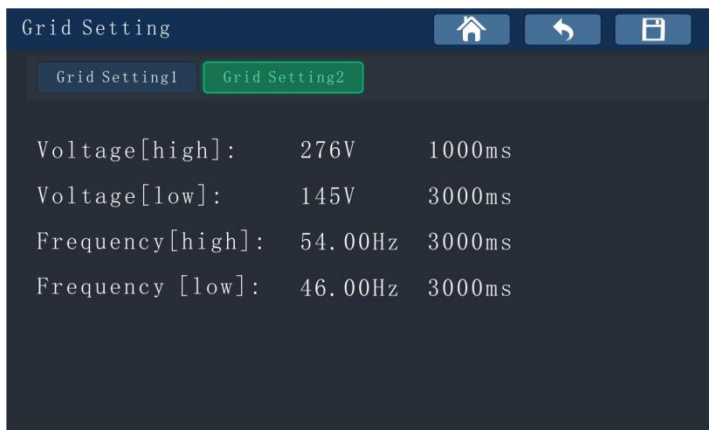 Grid Setting
Grid Setting1 Grid Setting2
Voltage[high]: 276V 1000ms
Voltage[low]: 145V 3000ms
Frequency[high]: 54.00Hz 3000ms
Frequency [low]: 46.00Hz 3000ms